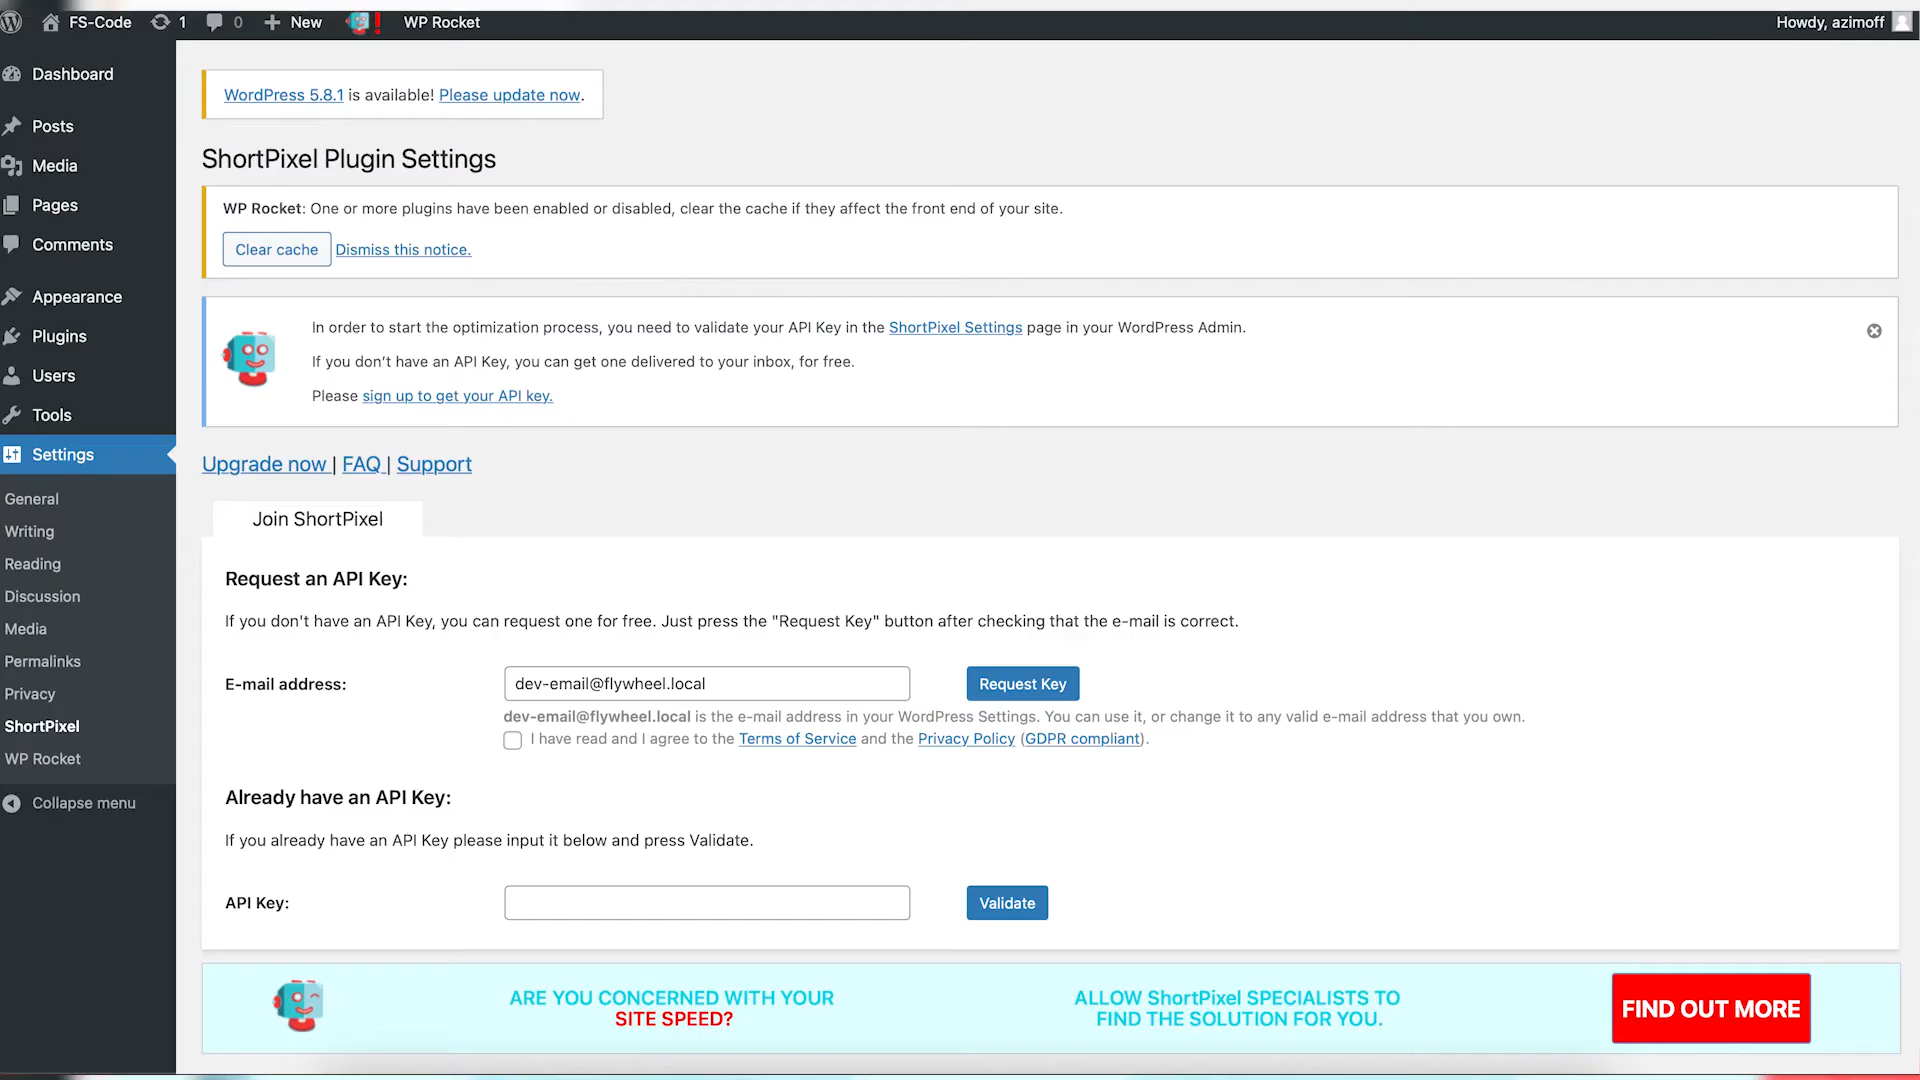 FS-Code 1 0 New WP Rocket Howdy, azimoff
Dashboard
Posts
Media
Pages
Comments
Appearance
Plugins
Users
Tools
Settings
General
Writing
Reading
Discussion
Media
Permalinks
Privacy
ShortPixel
WP Rocket
Collapse menu
WordPress 5.8.1 is available! Please update now.
ShortPixel Plugin Settings
WP Rocket: One or more plugins have been enabled or disabled, clear the cache if they affect the front end of your site.
Clear cache Dismiss this notice.
In order to start the optimization process, you need to validate your API Key in the ShortPixel Settings page in your WordPress Admin.
If you don’t have an API Key, you can get one delivered to your inbox, for free.
Please sign up to get your API key.
Upgrade now | FAQ | Support
Join ShortPixel
Request an API Key:
If you don't have an API Key, you can request one for free. Just press the "Request Key" button after checking that the e-mail is correct.
E-mail address: dev-email@flywheel.local Request Key
dev-email@flywheel.local is the e-mail address in your WordPress Settings. You can use it, or change it to any valid e-mail address that you own.
I have read and I agree to the Terms of Service and the Privacy Policy (GDPR compliant).
Already have an API Key:
If you already have an API Key please input it below and press Validate.
API Key: Validate
ARE YOU CONCERNED WITH YOUR
SITE SPEED?
ALLOW ShortPixel SPECIALISTS TO
FIND THE SOLUTION FOR YOU.
FIND OUT MORE